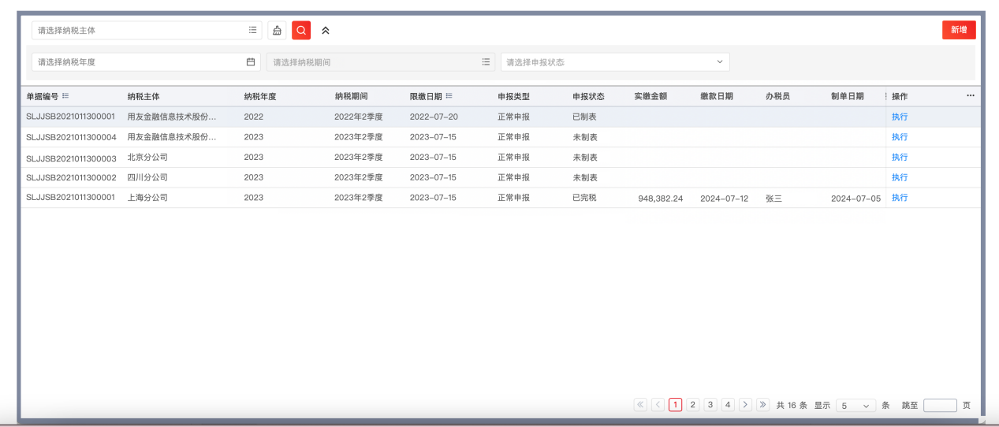 请选择纳税主体 新增
请选择纳税年度 请选择纳税期间 请选择申报状态
单据编号 纳税主体 纳税年度 纳税期间 限缴日期 申报类型 申报状态 实缴金额 缴款日期 办税员 制单日期 操作 ...
SLJJSB2021011300001 用友金融信息技术股份... 2022 2022年2季度 2022-07-20 正常申报 已制表 执行
SLJJSB2021011300004 用友金融信息技术股份... 2023 2023年2季度 2023-07-15 正常申报 未制表 执行
SLJJSB2021011300003 北京分公司 2023 2023年2季度 2023-07-15 正常申报 未制表 执行
SLJJSB2021011300002 四川分公司 2023 2023年2季度 2023-07-15 正常申报 未制表 执行
SLJJSB2021011300001 上海分公司 2023 2023年2季度 2023-07-15 正常申报 已完税 948,382.24 2024-07-12 张三 2024-07-05 执行
1 2 3 4 共 16 条 显示 5 条 跳至 页